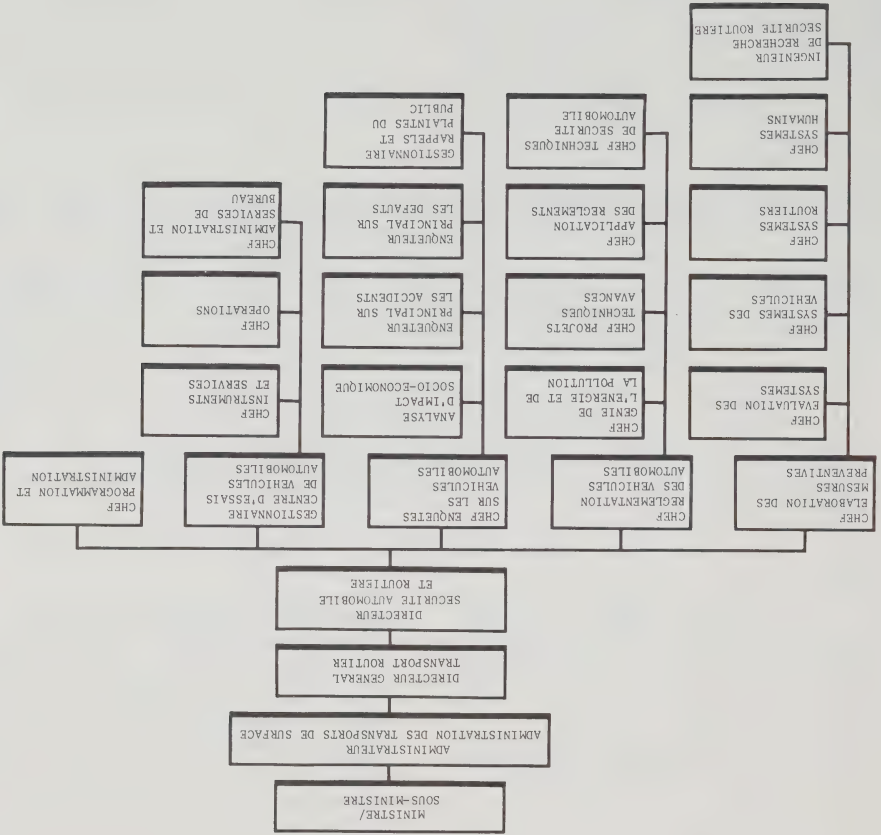 MINISTRE/
SOUS-MINISTRE
ADMINISTRATEUR
ADMINISTRATION DES TRANSPORTS DE SURFACE
DIRECTEUR GENERAL
TRANSPORT ROUTIER
DIRECTEUR
SECURITE AUTOMOBILE
ET ROUTIERE
CHEF
PROGRAMMATION ET
ADMINISTRATION
GESTIONNAIRE
CENTRE D'ESSAIS
DE VEHICULES
AUTOMOBILES
CHEF ENQUETES
SUR LES
VEHICULES
AUTOMOBILES
CHEF
REGLEMENTATION
DES VEHICULES
AUTOMOBILES
CHEF
ELABORATION DES
MESURES
PREVENTIVES
CHEF
INSTRUMENTS
ET SERVICES
CHEF
OPERATIONS
CHEF
ADMINISTRATION ET
SERVICES DE
BUREAU
ANALYSE
D'IMPACT
SOCIO-ECONOMIQUE
ENQUETEUR
PRINCIPAL SUR
LES ACCIDENTS
ENQUETEUR
PRINCIPAL SUR
LES DEFAUTS
GESTIONNAIRE
RAPPELS ET
PLAINTES DU
PUBLIC
CHEF
GENIE DE
L'ENERGIE ET DE
LA POLLUTION
CHEF PROJETS
TECHNIQUES
AVANCES
CHEF
APPLICATION
DES REGLEMENTS
CHEF TECHNIQUES
DE SECURITE
AUTOMOBILE
CHEF
EVALUATION DES
SYSTEMES
CHEF
SYSTEMES DES
VEHICULES
CHEF
SYSTEMES
ROUTIERS
CHEF
SYSTEMES
HUMAINS
INGENIEUR
DE RECHERCHE
SECURITE ROUTIERE